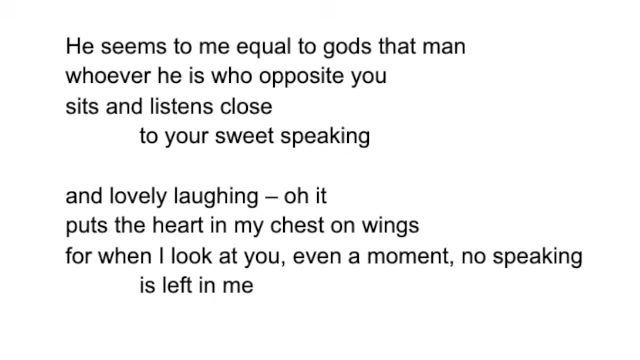 He seems to me equal to gods that man
whoever he is who opposite you
sits and listens close
to your sweet speaking

and lovely laughing – oh it
puts the heart in my chest on wings
for when I look at you, even a moment, no speaking
is left in me